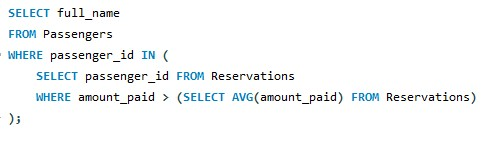 SELECT full_name
FROM Passengers
WHERE passenger_id IN (
    SELECT passenger_id FROM Reservations
    WHERE amount_paid > (SELECT AVG(amount_paid) FROM Reservations)
);